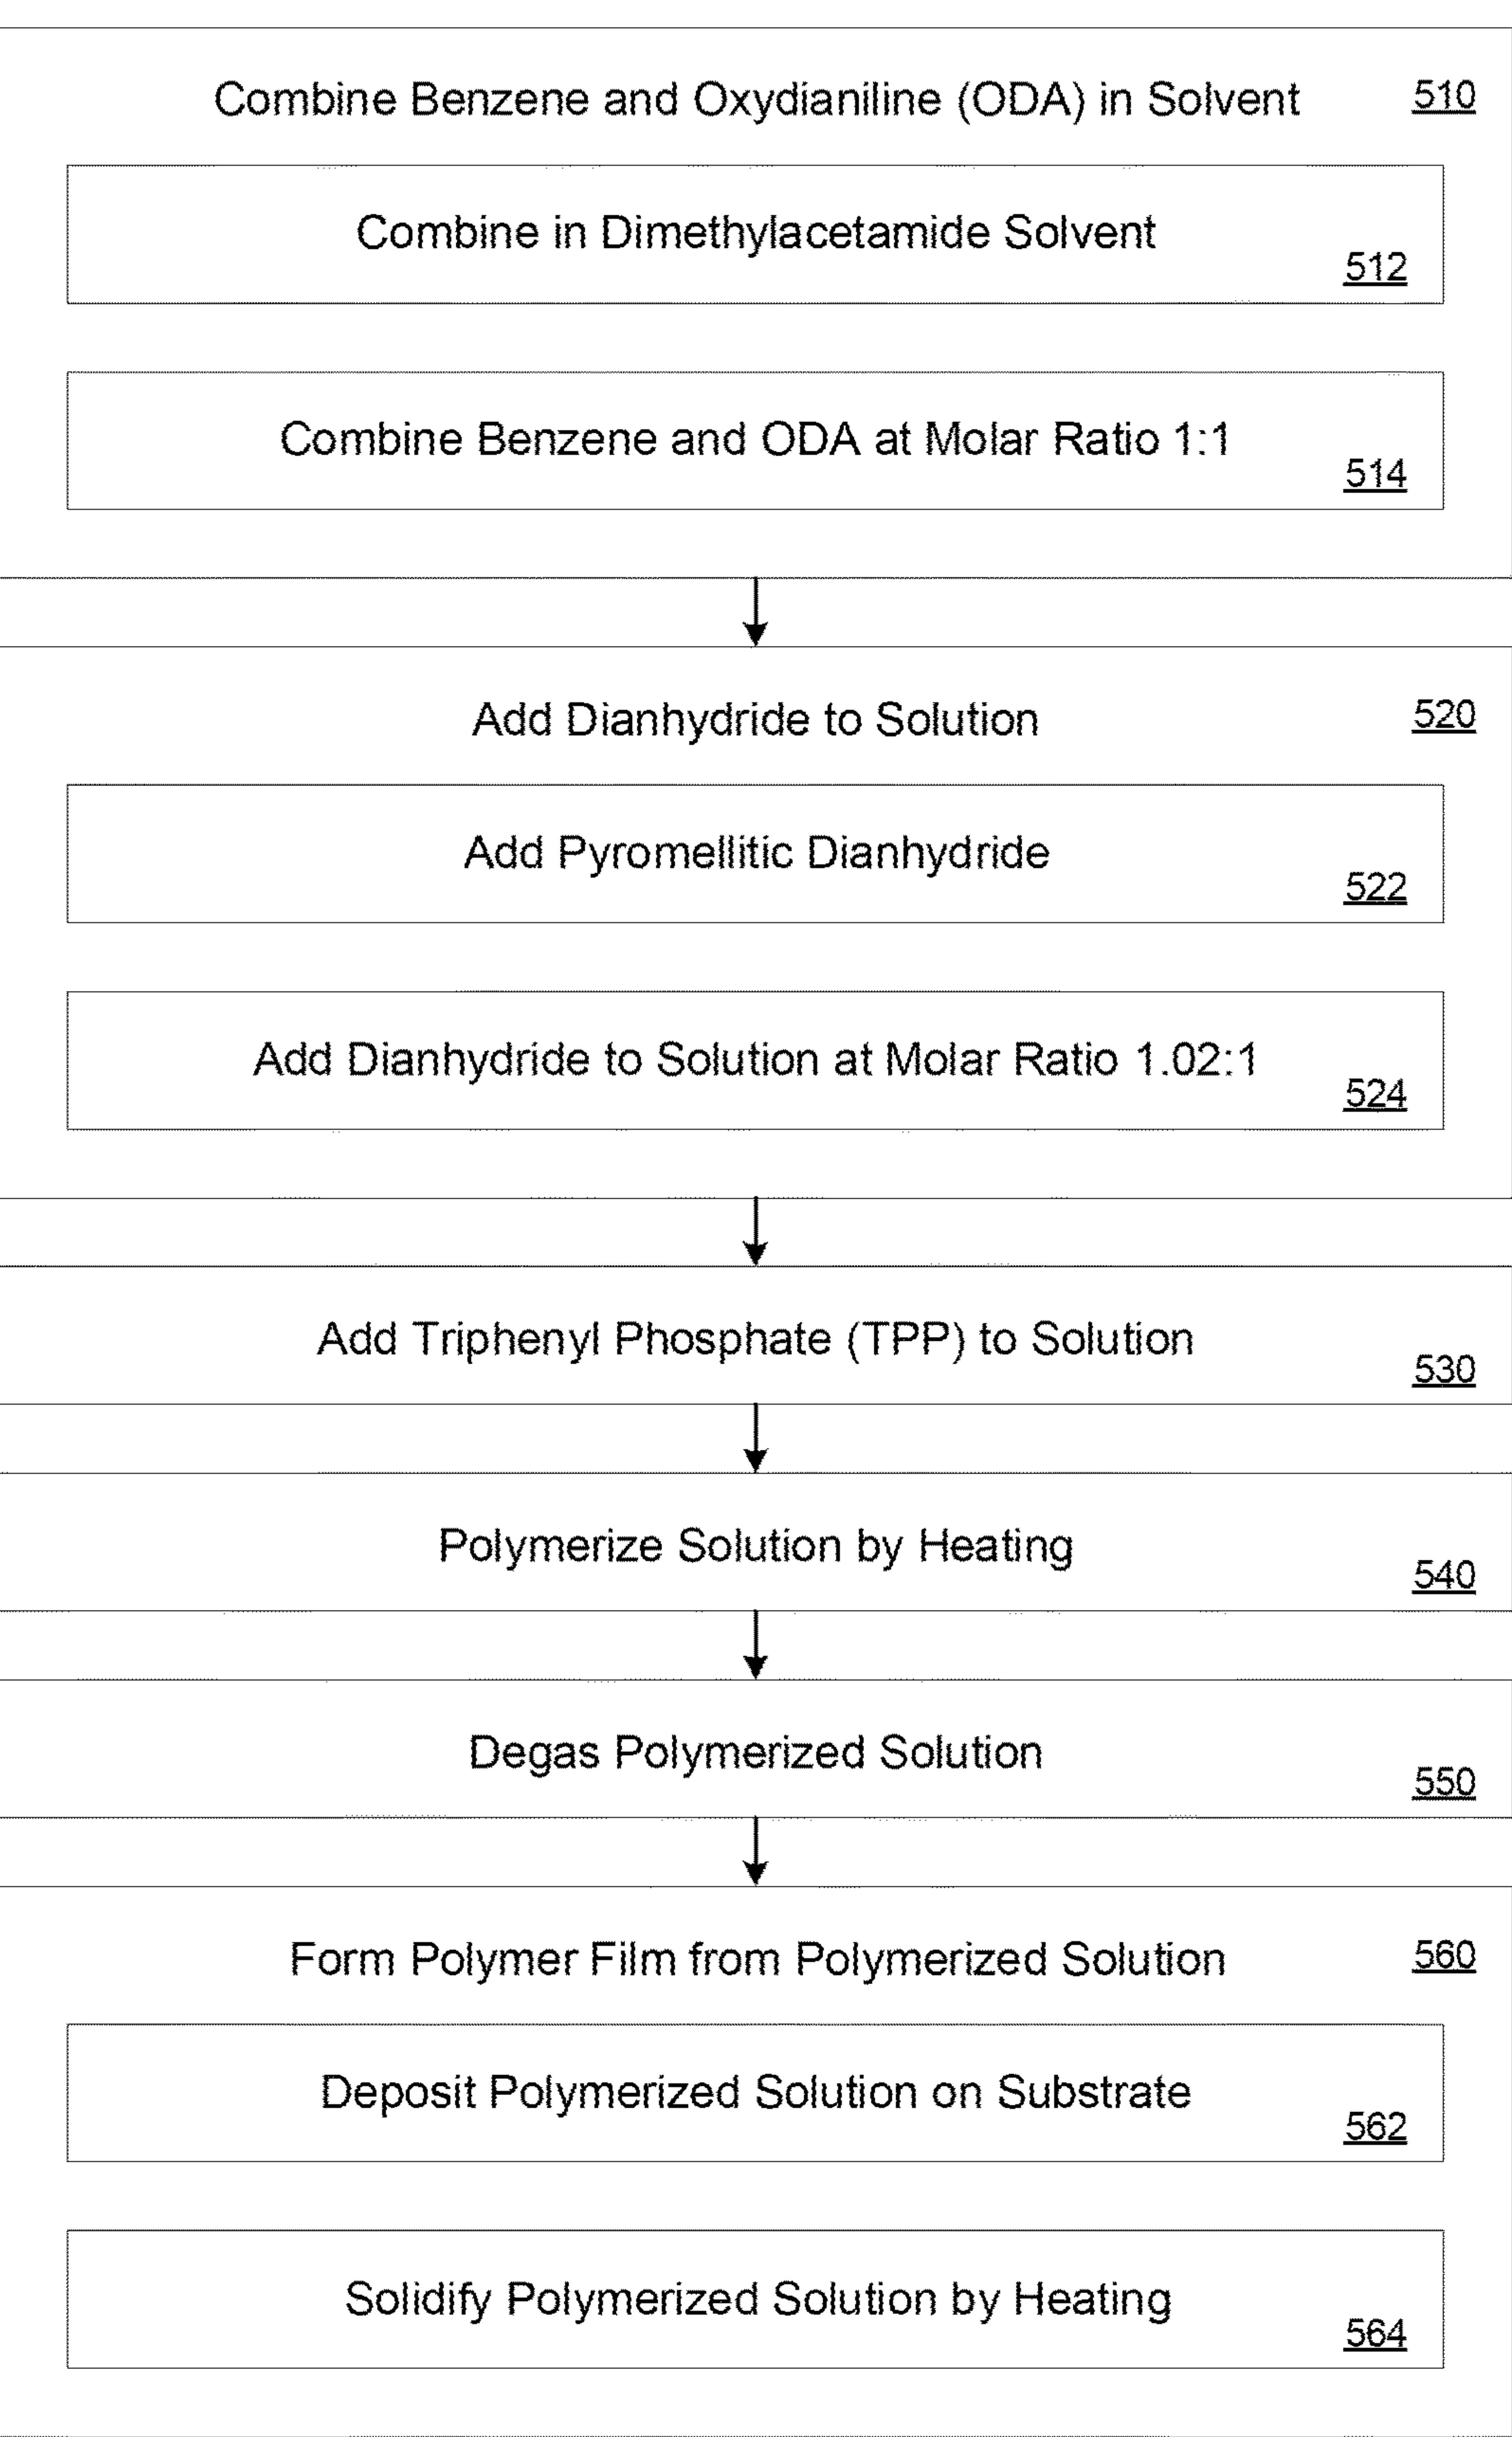 Combine Benzene and Oxydianiline (ODA) in Solvent 510
Combine in Dimethylacetamide Solvent
512
Combine Benzene and ODA at Molar Ratio 1:1
514
Add Dianhydride to Solution 520
Add Pyromellitic Dianhydride
522
Add Dianhydride to Solution at Molar Ratio 1.02:1
524
Add Triphenyl Phosphate (TPP) to Solution
530
Polymerize Solution by Heating
540
Degas Polymerized Solution
550
Form Polymer Film from Polymerized Solution 560
Deposit Polymerized Solution on Substrate
562
Solidify Polymerized Solution by Heating
564